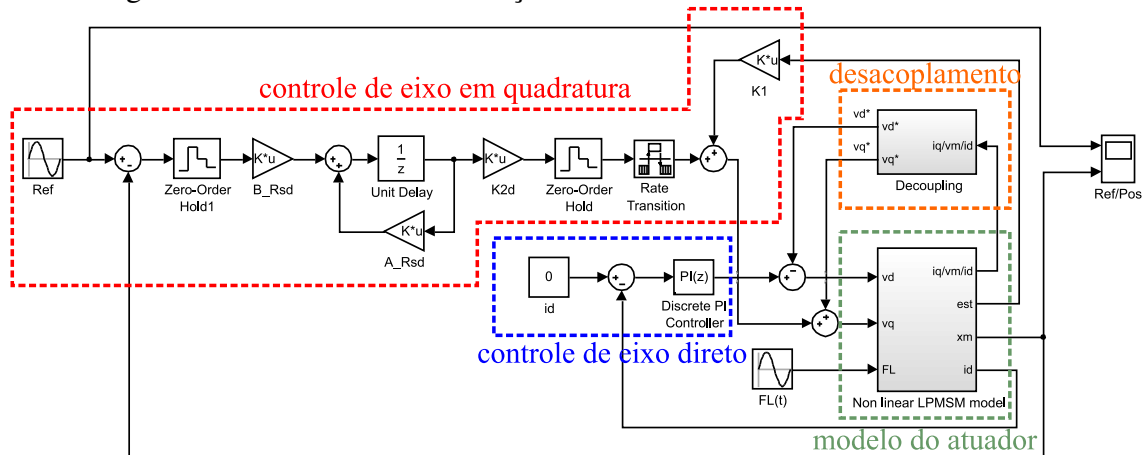 controle de eixo em quadratura
K*u
K1
desacoplamento
vd*
vd*
vq*
vq*
iq/vm/id
Decoupling
Ref
Zero-Order
Hold1
K*u
B_Rsd
1
z
Unit Delay
K*u
A_Rsd
K*u
K2d
Zero-Order
Hold
Rate
Transition
Ref/Pos
0
id
PI(z)
Discrete PI
Controller
controle de eixo direto
FL(t)
vd
vq
FL
iq/vm/id
est
xm
id
Non linear LPMSM model
modelo do atuador